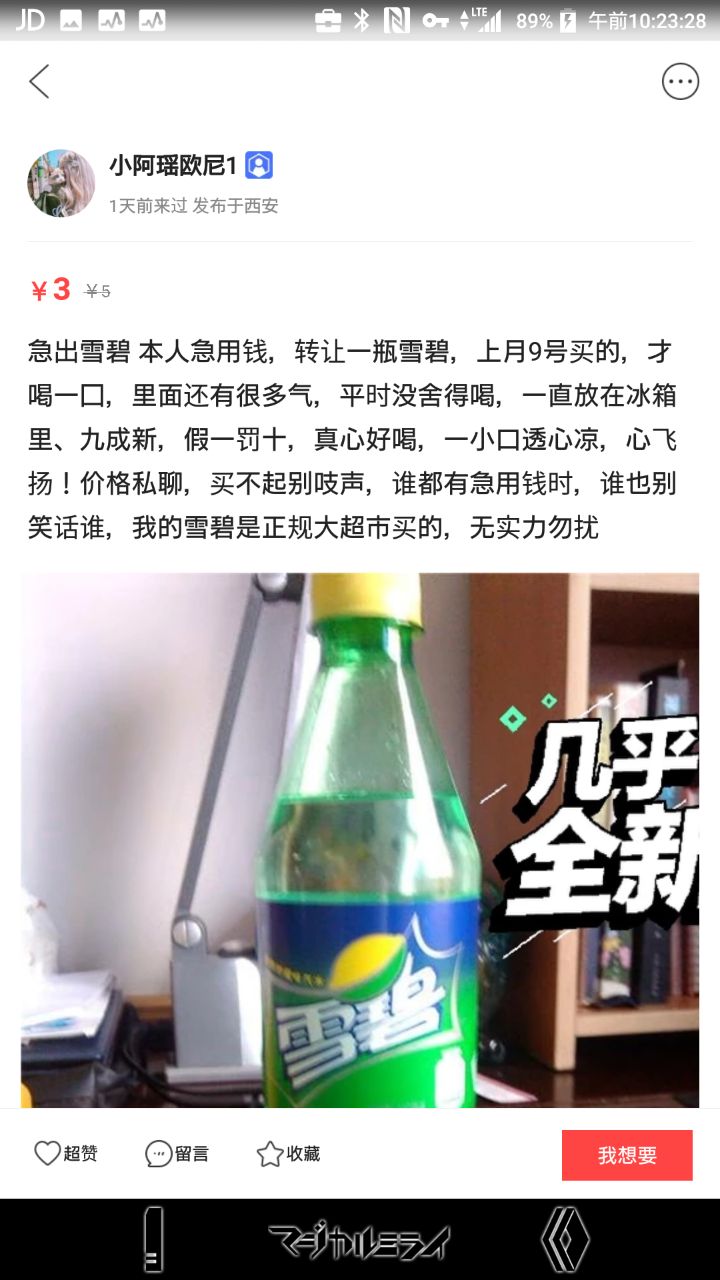 JD LTE 89% 午前10:23:28
小阿瑶欧尼1
1天前来过 发布于西安
¥3 ¥5
急出雪碧 本人急用钱，转让一瓶雪碧，上月9号买的，才
喝一囗，里面还有很多气，平时没舍得喝，一直放在冰箱
里、九成新，假一罚十，真心好喝，一小口透心凉，心飞
扬！价格私聊，买不起别吱声，谁都有急用钱时，谁也别
笑话谁，我的雪碧是正规大超市买的，无实力勿扰
几乎
全新
雪碧
超赞 留言 收藏 我想要
マジカルミライ